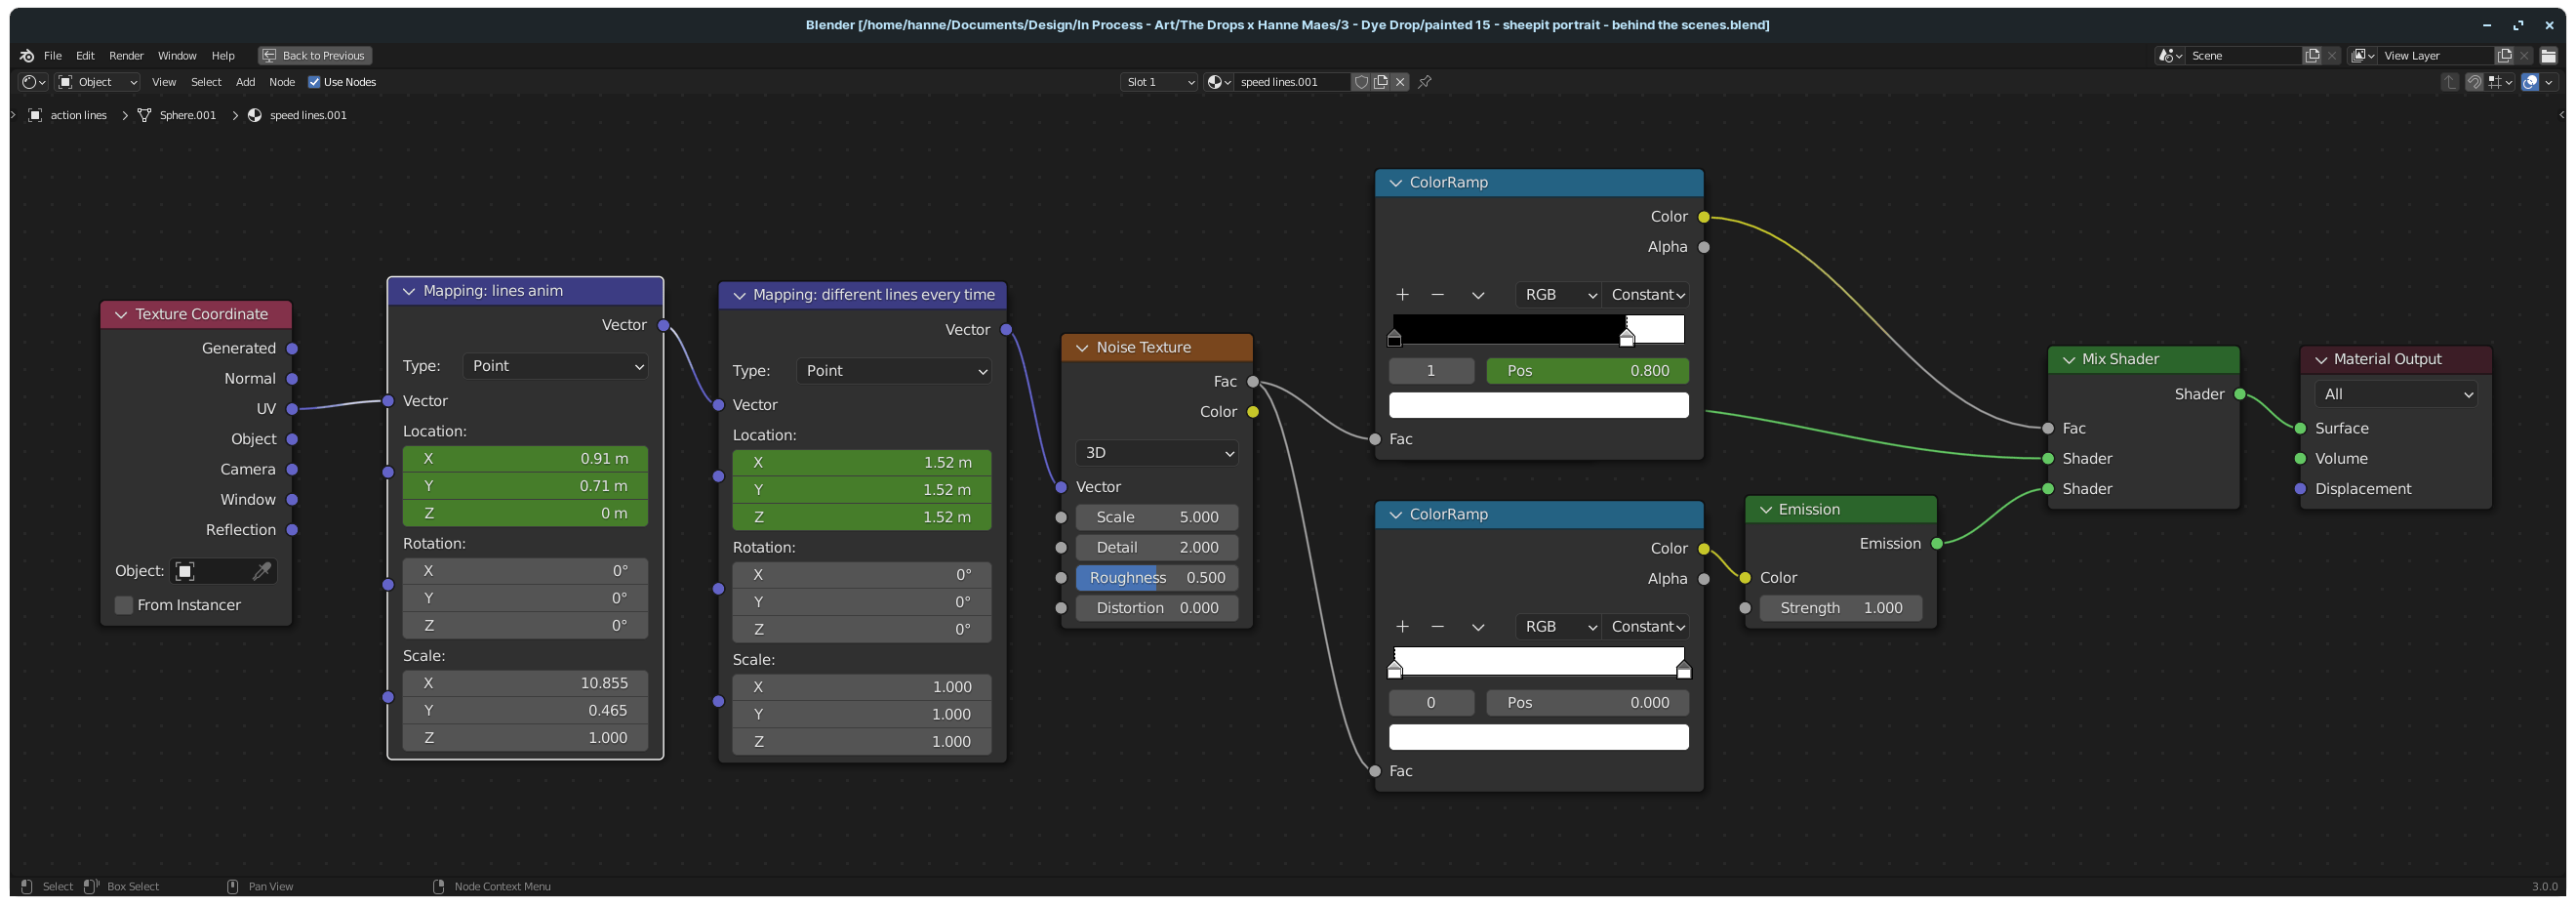 Blender [/home/hanne/Documents/Design/In Process - Art/The Drops x Hanne Maes/3 - Dye Drop/painted 15 - sheepit portrait - behind the scenes.blend]
File Edit Render Window Help Back to Previous Scene View Layer
Object View Select Add Node Use Nodes Slot 1 speed lines.001
action lines Sphere.001 speed lines.001
Texture Coordinate
Generated
Normal
UV
Object
Camera
Window
Reflection
Object:
From Instancer
Mapping: lines anim
Vector
Type: Point
Vector
Location:
X 0.91 m
Y 0.71 m
Z 0 m
Rotation:
X 0°
Y 0°
Z 0°
Scale:
X 10.855
Y 0.465
Z 1.000
Mapping: different lines every time
Vector
Type: Point
Vector
Location:
X 1.52 m
Y 1.52 m
Z 1.52 m
Rotation:
X 0°
Y 0°
Z 0°
Scale:
X 1.000
Y 1.000
Z 1.000
Noise Texture
Fac
Color
3D
Vector
Scale 5.000
Detail 2.000
Roughness 0.500
Distortion 0.000
ColorRamp
Color
Alpha
RGB Constant
1 Pos 0.800
Fac
ColorRamp
Color
Alpha
RGB Constant
0 Pos 0.000
Fac
Emission
Emission
Color
Strength 1.000
Mix Shader
Shader
Fac
Shader
Shader
Material Output
All
Surface
Volume
Displacement
Select Box Select Pan View Node Context Menu 3.0.0